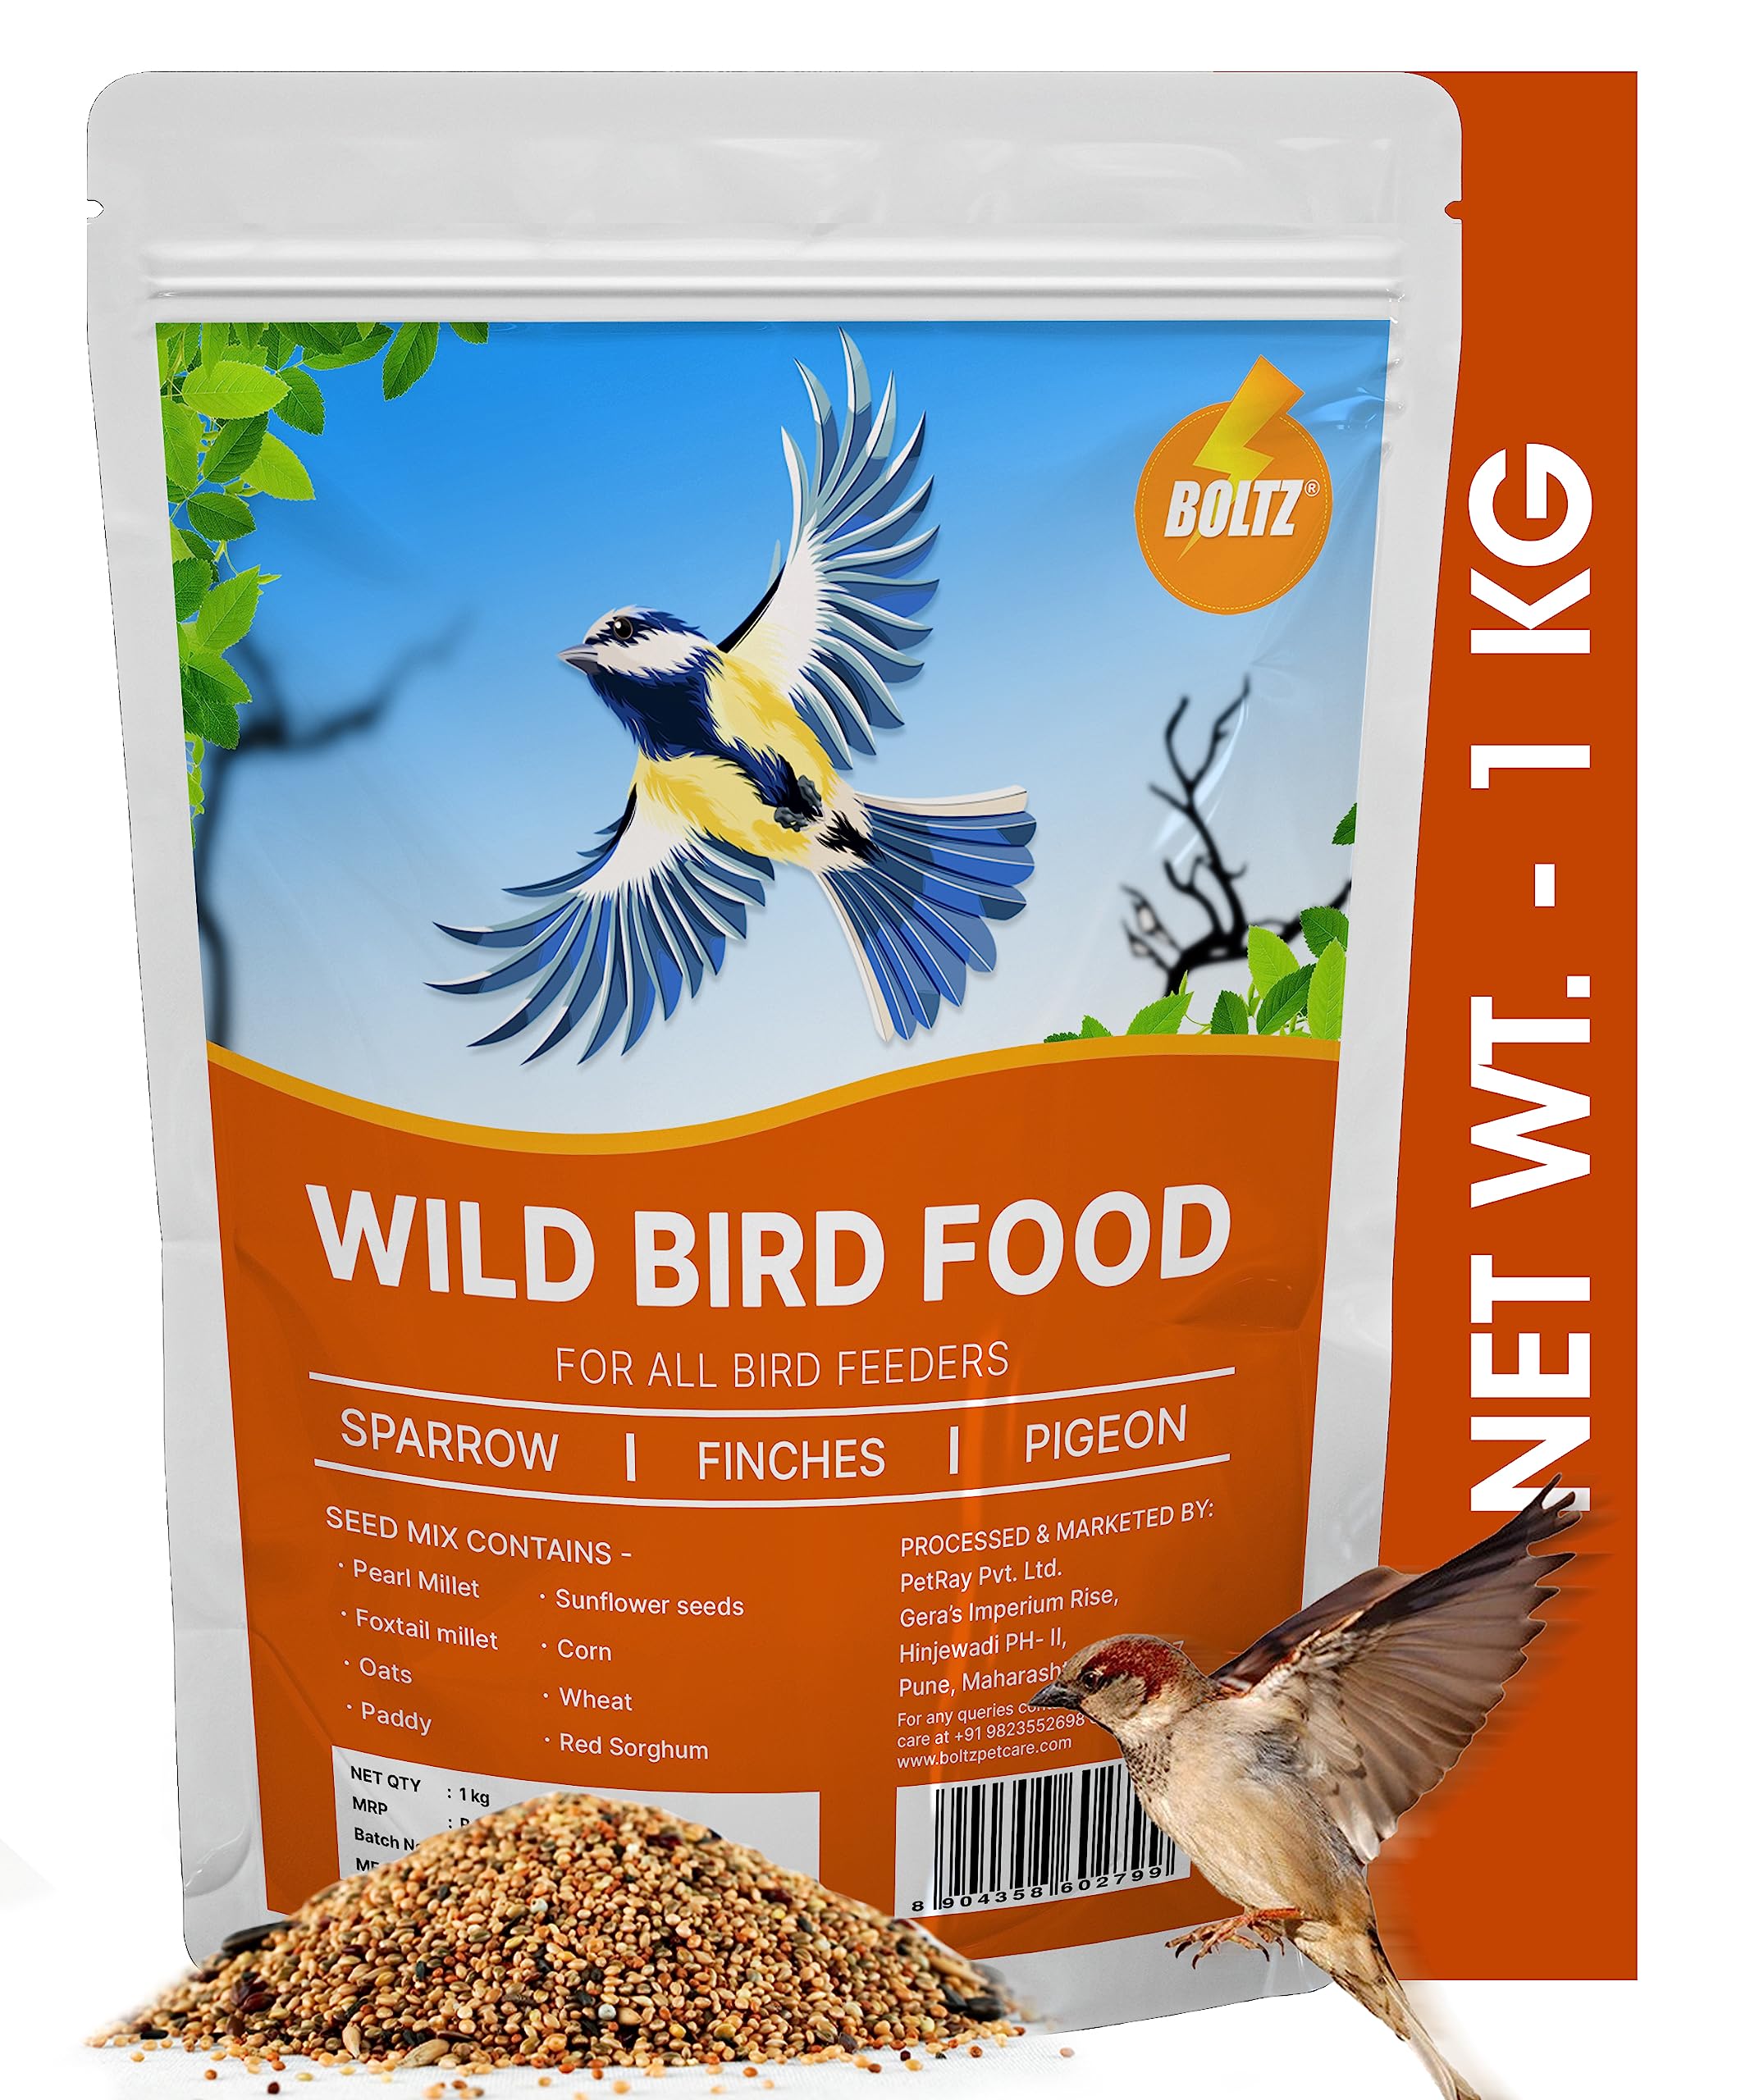 BOLTZ®
NET WT. - 1 KG
WILD BIRD FOOD
FOR ALL BIRD FEEDERS
SPARROW | FINCHES | PIGEON
SEED MIX CONTAINS -
· Pearl Millet
· Foxtail millet
· Oats
· Paddy
· Sunflower seeds
· Corn
· Wheat
· Red Sorghum
PROCESSED & MARKETED BY:
PetRay Pvt. Ltd.
Gera's Imperium Rise,
Hinjewadi PH- II,
Pune,
For any queries
care at +91 9823552698
www.boltzpetcare.com
NET QTY : 1 kg
MRP :
Batch
8 904358 602799